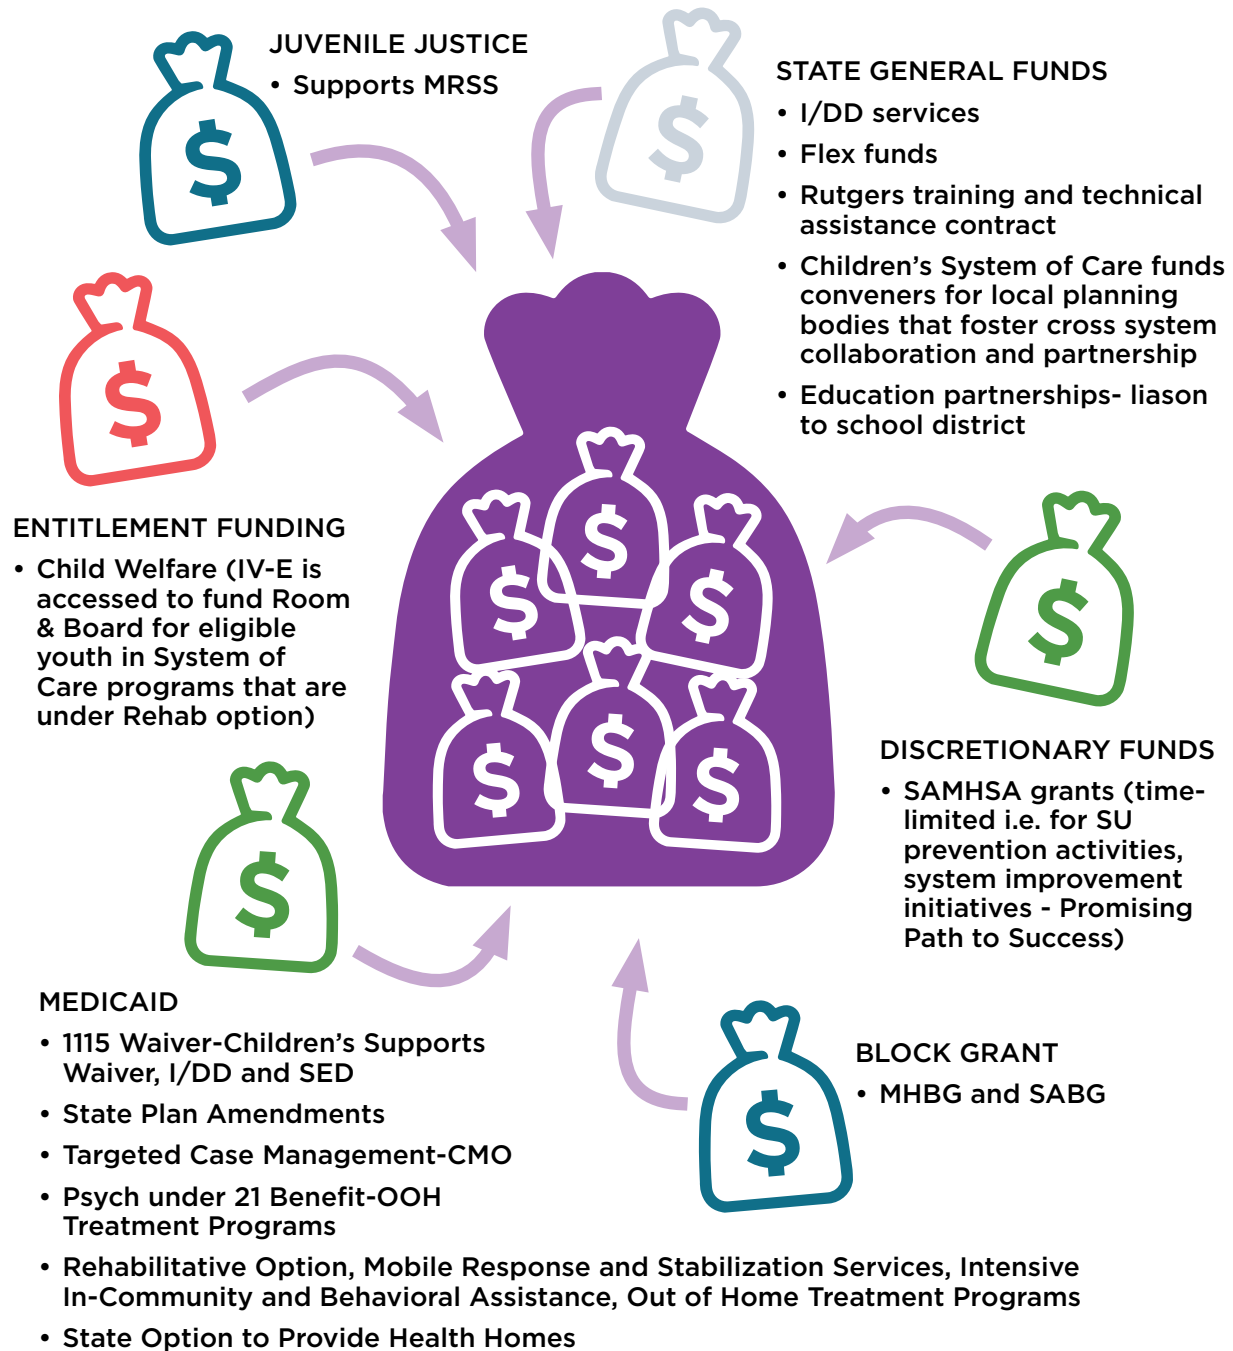 JUVENILE JUSTICE
• Supports MRSS
STATE GENERAL FUNDS
• I/DD services
• Flex funds
• Rutgers training and technical
assistance contract
• Children’s System of Care funds
conveners for local planning
bodies that foster cross system
collaboration and partnership
• Education partnerships- liason
to school district
ENTITLEMENT FUNDING
• Child Welfare (IV-E is
accessed to fund Room
& Board for eligible
youth in System of
Care programs that are
under Rehab option)
DISCRETIONARY FUNDS
• SAMHSA grants (time-
limited i.e. for SU
prevention activities,
system improvement
initiatives - Promising
Path to Success)
MEDICAID
• 1115 Waiver-Children’s Supports
Waiver, I/DD and SED
• State Plan Amendments
• Targeted Case Management-CMO
• Psych under 21 Benefit-OOH
Treatment Programs
• Rehabilitative Option, Mobile Response and Stabilization Services, Intensive
In-Community and Behavioral Assistance, Out of Home Treatment Programs
• State Option to Provide Health Homes
BLOCK GRANT
• MHBG and SABG
$
$
$
$
$
$
$
$
$
$
$
$